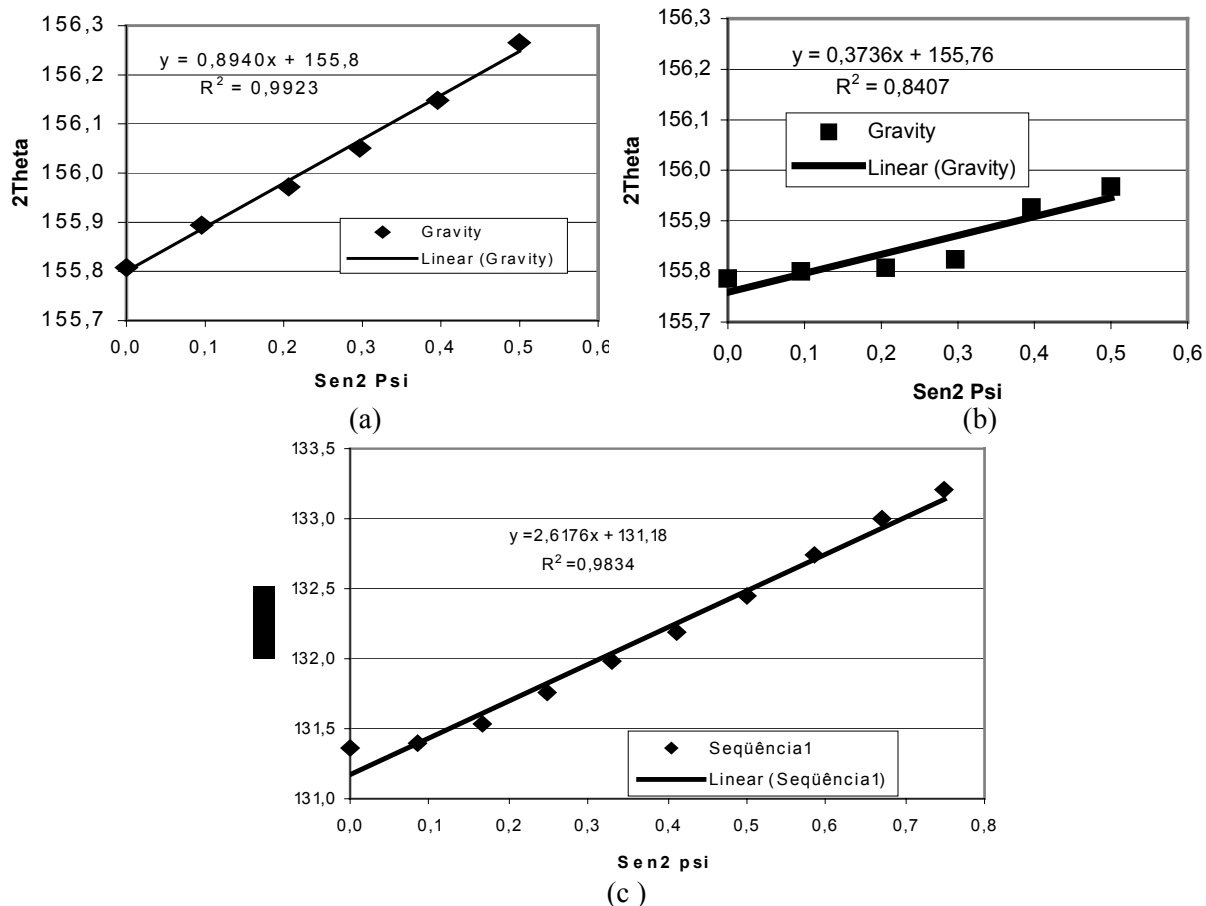 156,3
156,2
156,1
156,0
155,9
155,8
155,7
2Theta
y = 0,8940x + 155,8
R² = 0,9923
Gravity
Linear (Gravity)
0,0 0,1 0,2 0,3 0,4 0,5 0,6
Sen2 Psi
(a)
156,3
156,2
156,1
156,0
155,9
155,8
155,7
2Theta
y = 0,3736x + 155,76
R² = 0,8407
Gravity
Linear (Gravity)
0,0 0,1 0,2 0,3 0,4 0,5 0,6
Sen2 Psi
(b)
133,5
133,0
132,5
132,0
131,5
131,0
y =2,6176x + 131,18
R² =0,9834
Seqüência1
Linear (Seqüência1)
0,0 0,1 0,2 0,3 0,4 0,5 0,6 0,7 0,8
Sen2 psi
(c )